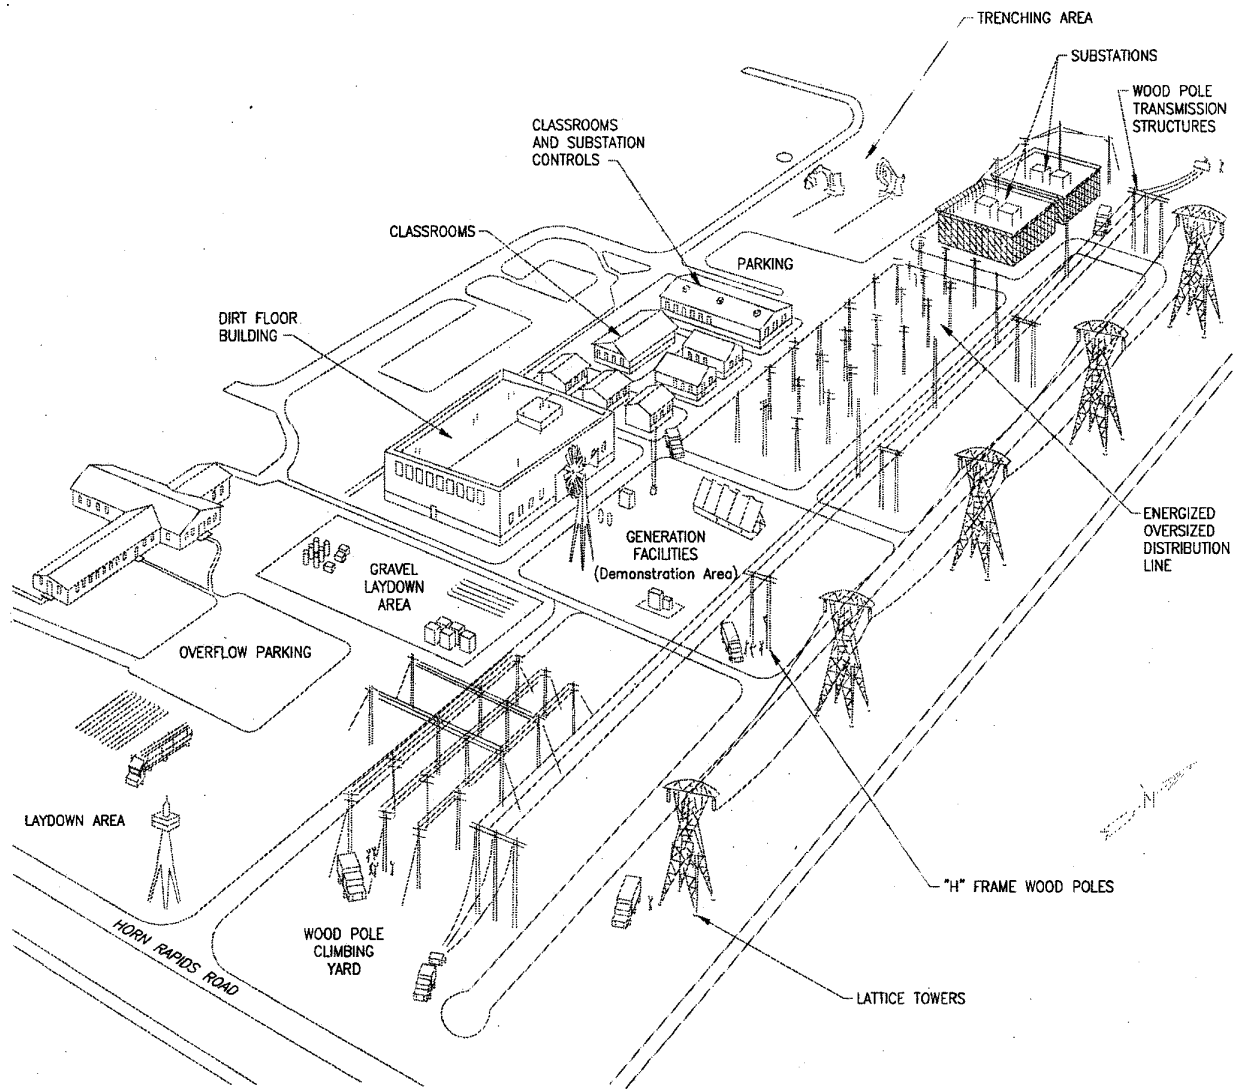 TRENCHING AREA
SUBSTATIONS
WOOD POLE
TRANSMISSION
STRUCTURES
CLASSROOMS
AND SUBSTATION
CONTROLS
CLASSROOMS
PARKING
DIRT FLOOR
BUILDING
ENERGIZED
OVERSIZED
DISTRIBUTION
LINE
GENERATION
FACILITIES
(Demonstration Area)
GRAVEL
LAYDOWN
AREA
OVERFLOW PARKING
N
LAYDOWN AREA
"H" FRAME WOOD POLES
WOOD POLE
CLIMBING
YARD
HORN RAPIDS ROAD
LATTICE TOWERS